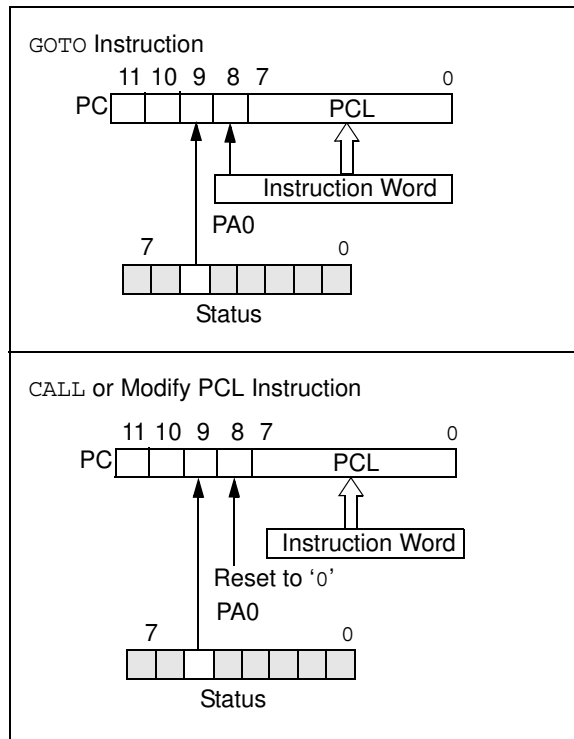 GOTO Instruction
11 10 9 8 7 0
PC PCL
Instruction Word
PA0
7 0
Status
CALL or Modify PCL Instruction
11 10 9 8 7 0
PC PCL
Instruction Word
Reset to ‘0’
PA0
7 0
Status